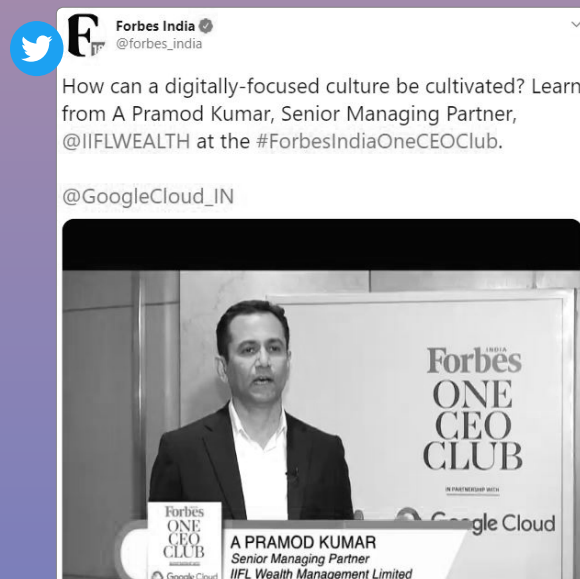 Forbes India
@forbes_india
How can a digitally-focused culture be cultivated? Learn
from A Pramod Kumar, Senior Managing Partner,
@IIFLWEALTH at the #ForbesIndiaOneCEOClub.
@GoogleCloud_IN
INDIA
Forbes
ONE
CEO
CLUB
IN PARTNERSHIP WITH
Google Cloud
Forbes
ONE
CEO
CLUB
Google Cloud
A PRAMOD KUMAR
Senior Managing Partner
IIFL Wealth Management Limited